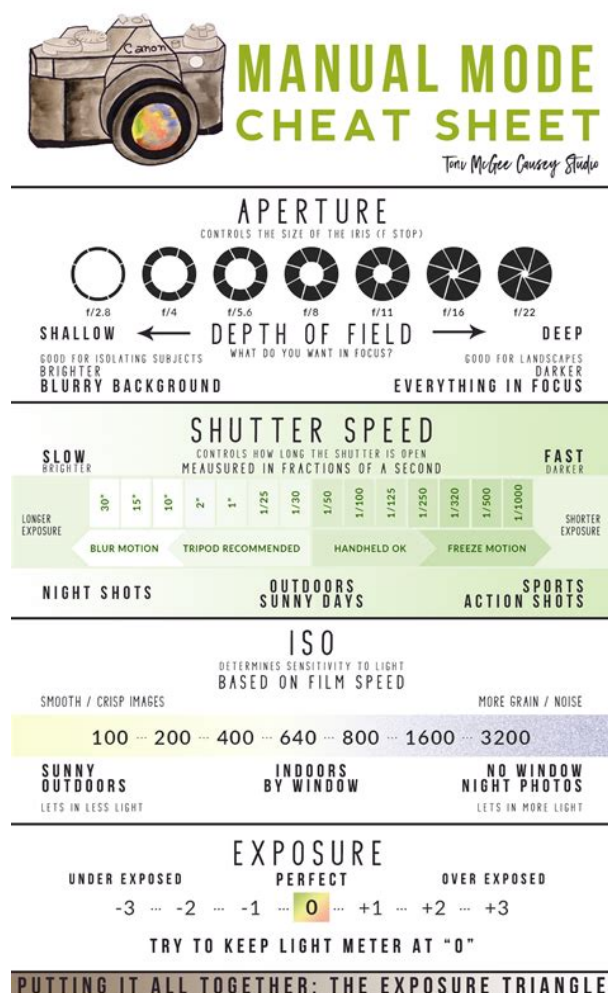 Canon
MANUAL MODE
CHEAT SHEET
Toni McGee Causey Studio
APERTURE
CONTROLS THE SIZE OF THE IRIS (F STOP)
f/2.8 f/4 f/5.6 f/8 f/11 f/16 f/22
SHALLOW DEPTH OF FIELD DEEP
WHAT DO YOU WANT IN FOCUS?
GOOD FOR ISOLATING SUBJECTS GOOD FOR LANDSCAPES
BRIGHTER DARKER
BLURRY BACKGROUND EVERYTHING IN FOCUS
SHUTTER SPEED
CONTROLS HOW LONG THE SHUTTER IS OPEN
SLOW FAST
BRIGHTER MEAUSURED IN FRACTIONS OF A SECOND DARKER
30" 15" 10" 2" 1" 1/25 1/30 1/50 1/100 1/125 1/250 1/320 1/500 1/1000
LONGER EXPOSURE SHORTER EXPOSURE
BLUR MOTION TRIPOD RECOMMENDED HANDHELD OK FREEZE MOTION
NIGHT SHOTS OUTDOORS SUNNY DAYS SPORTS ACTION SHOTS
ISO
DETERMINES SENSITIVITY TO LIGHT
BASED ON FILM SPEED
SMOOTH / CRISP IMAGES MORE GRAIN / NOISE
100 ... 200 ... 400 ... 640 ... 800 ... 1600 ... 3200
SUNNY OUTDOORS INDOORS BY WINDOW NO WINDOW NIGHT PHOTOS
LETS IN LESS LIGHT LETS IN MORE LIGHT
EXPOSURE
UNDER EXPOSED PERFECT OVER EXPOSED
-3 ... -2 ... -1 ... 0 ... +1 ... +2 ... +3
TRY TO KEEP LIGHT METER AT “0”
PUTTING IT ALL TOGETHER: THE EXPOSURE TRIANGLE